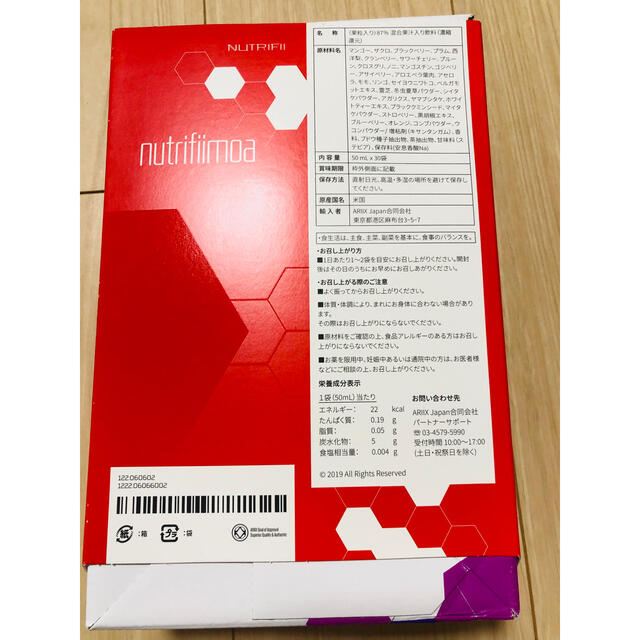 NUTRIFII
nutrifiimoa
名 称
(果粒入り)87% 混合果汁入り飲料(濃縮
還元)
原材料名
マンゴー、ザクロ、ブラックベリー、プラム、西
洋梨、クランベリー、サワーチェリー、ブルー
ン、クロスグリ、ノニ、マンゴスチン、ゴジベリ
ー、アサイベリー、アロエベラ葉肉、アセロ
ラ、モモ、リンゴ、セイヨウニワトコ、ベルガモ
ットエキス、霊芝、冬虫夏草パウダー、シイ
タケパウダー、アガリクス、ヤマブシタケ、ホワイ
トティーエキス、ブラッククミンシード、マイタ
ケパウダー、ストロベリー、黒胡椒エキス、
ブルーベリー、オレンジ、コンブパウダー、ウ
コンパウダー/ 増粘剤(キサンタンガム)、香
料、ブドウ種子抽出物、茶抽出物、甘味料(ス
テビア)、保存料(安息香酸Na)
内 容 量
50 mL x 30袋
賞味期限
枠外側面に記載
保存方法
直射日光、高温・多湿の場所を避けて保存し
てください。
原産国名
米国
輸 入 者
ARIIX Japan合同会社
東京都港区麻布台3-5-7
・食生活は、主食、主菜、副菜を基本に、食事のバランスを。
・お召し上がり方
■1日あたり1〜2袋を目安にお召し上がりください。開封
後はその日のうちにお早めにお召しあがりください。
・お召し上がる際のご注意
■よく振ってからお召し上がりください。
■体質・体調により、まれにお身体に合わない場合があります。
その際はお召し上がりにならないでください。
■原材料をご確認の上、食品アレルギーのある方はお召し
上がりにならないでください。
■お薬を服用中、妊娠中あるいは通院中の方は、お医者様
などにご相談の上、お召し上がりください。
栄養成分表示
1袋(50mL)当たり
エネルギー: 22 kcal
たんぱく質: 0.19 g
脂質: 0.05 g
炭水化物: 5 g
食塩相当量: 0.004 g
お問い合わせ先
ARIIX Japan合同会社
パートナーサポート
☏ 03-4579-5990
受付時間 10:00〜17:00
(土日・祝祭日を除く)
© 2019 All Rights Reserved
122.060602
1222.06066002
紙 :箱
プラ :袋
ARIIX Seal of Approval
Superior Quality & Authentic